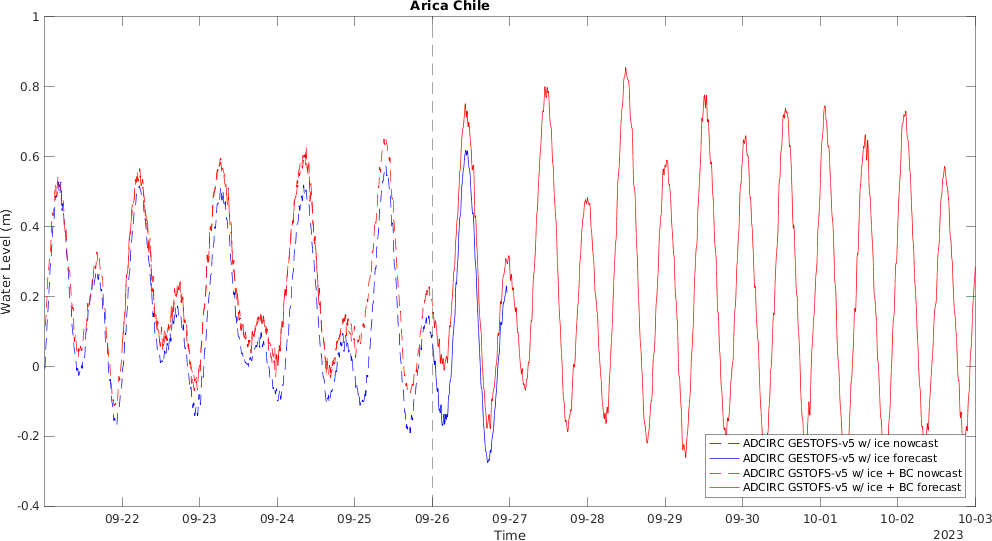 Arica Chile
1
0.8
0.6
0.4
0.2
0
-0.2
-0.4
Water Level (m)
ADCIRC GESTOFS-v5 w/ ice nowcast
ADCIRC GESTOFS-v5 w/ ice forecast
ADCIRC GSTOFS-v5 w/ ice + BC nowcast
ADCIRC GSTOFS-v5 w/ ice + BC forecast
09-22 09-23 09-24 09-25 09-26 09-27 09-28 09-29 09-30 10-01 10-02 10-03
Time
2023